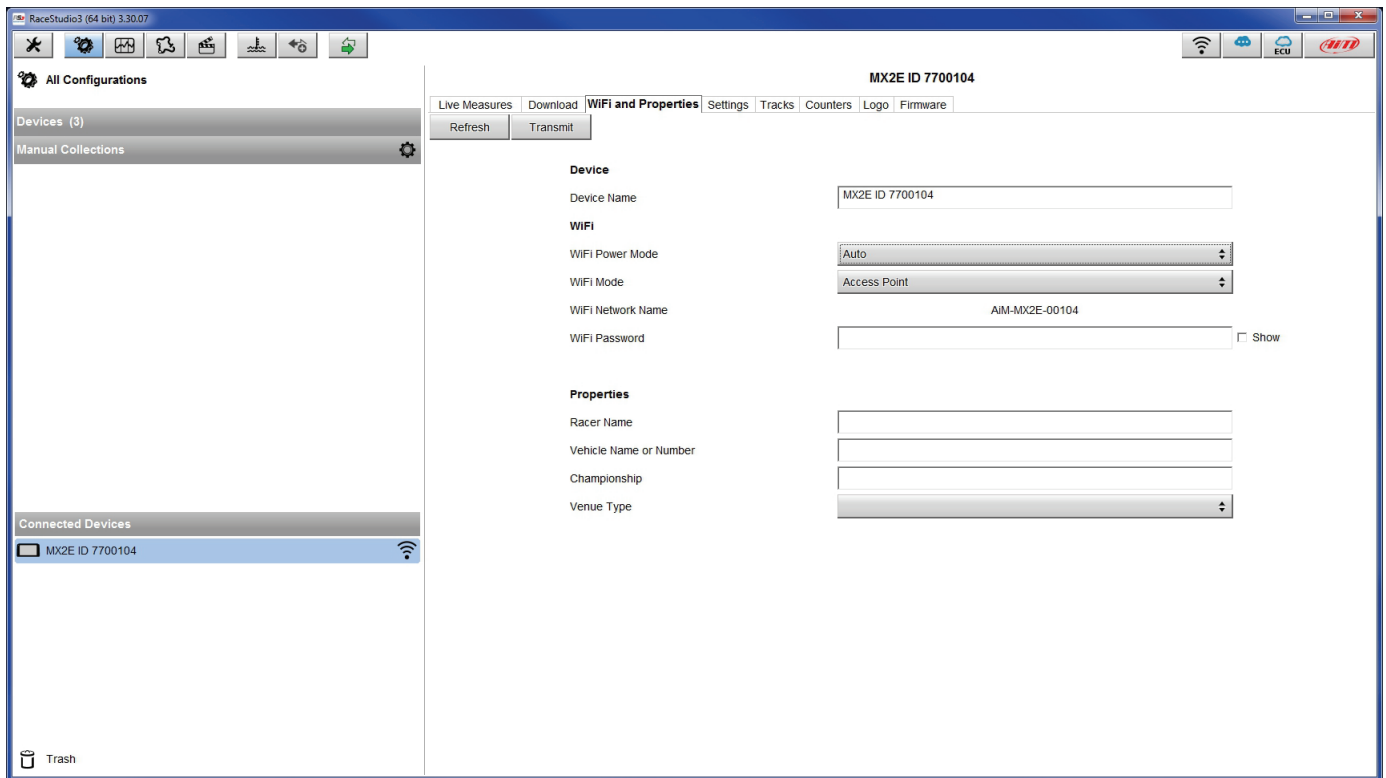 RaceStudio3 (64 bit) 3.30.07
ECU
AiM
All Configurations
Devices (3)
Manual Collections
Connected Devices
MX2E ID 7700104
Trash
MX2E ID 7700104
Live Measures Download WiFi and Properties Settings Tracks Counters Logo Firmware
Refresh Transmit
Device
Device Name MX2E ID 7700104
WiFi
WiFi Power Mode Auto
WiFi Mode Access Point
WiFi Network Name AiM-MX2E-00104
WiFi Password Show
Properties
Racer Name
Vehicle Name or Number
Championship
Venue Type